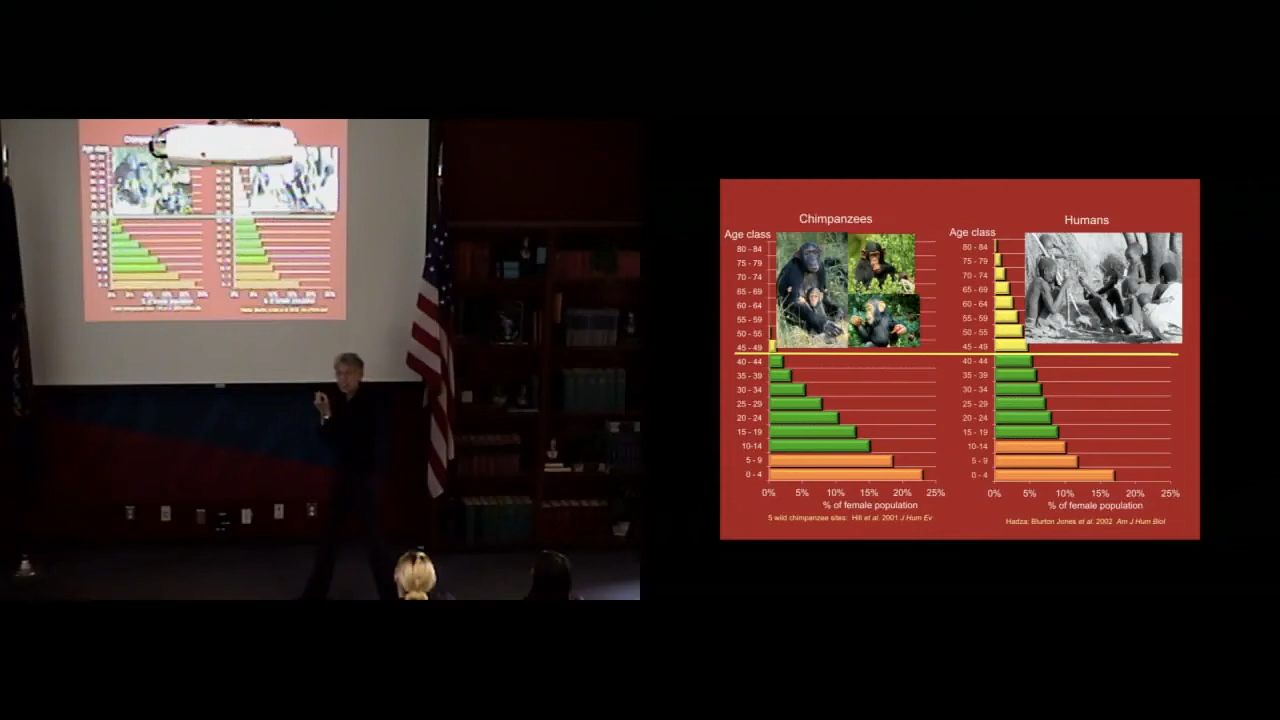 Chimpanzees
Age class
80 - 84
75 - 79
70 - 74
65 - 69
60 - 64
55 - 59
50 - 55
45 - 49
40 - 44
35 - 39
30 - 34
25 - 29
20 - 24
15 - 19
10-14
5 - 9
0 - 4
0% 5% 10% 15% 20% 25%
% of female population
5 wild chimpanzee sites: Hill et al. 2001 J Hum Ev
Humans
Age class
80 - 84
75 - 79
70 - 74
65 - 69
60 - 64
55 - 59
50 - 55
45 - 49
40 - 44
35 - 39
30 - 34
25 - 29
20 - 24
15 - 19
10-14
5 - 9
0 - 4
0% 5% 10% 15% 20% 25%
% of female population
Hadza: Blurton Jones et al. 2002 Am J Hum Biol